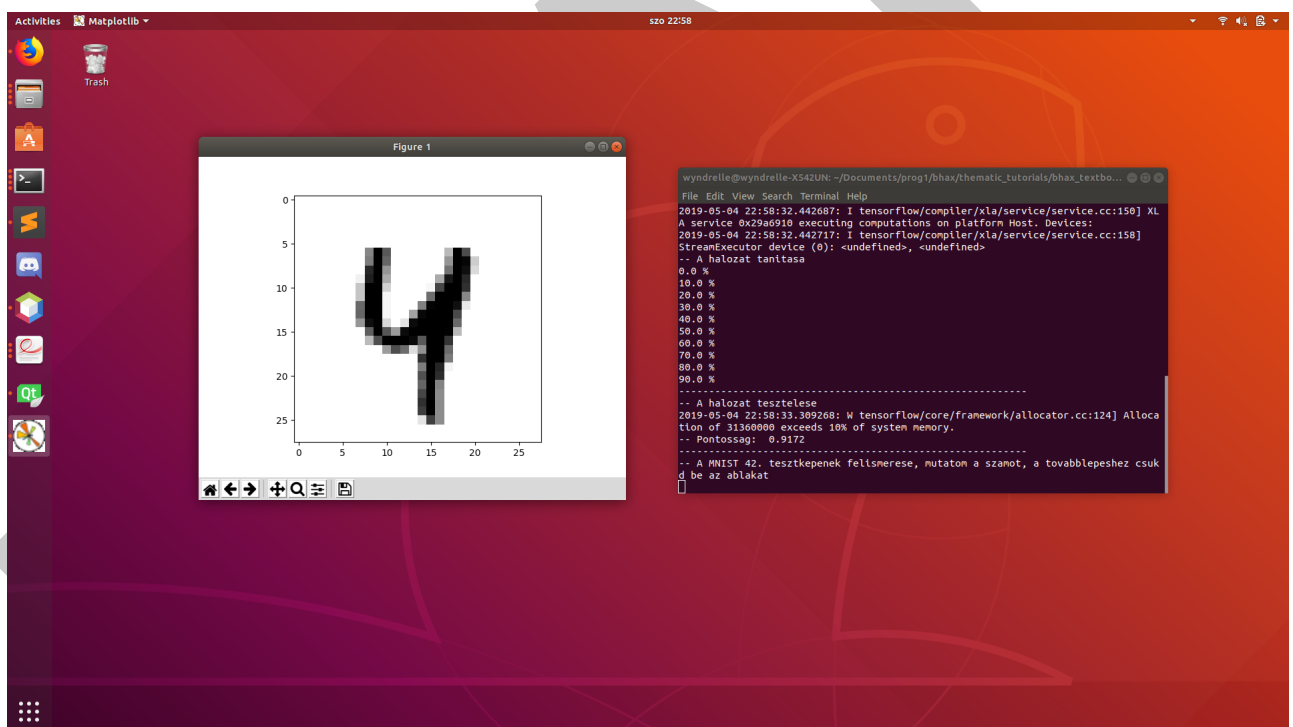 Activities Matplotlib szo 22:58
Trash
Figure 1
0
5
10
15
20
25
0 5 10 15 20 25
wyndrelle@wyndrelle-X542UN: ~/Documents/prog1/bhax/thematic_tutorials/bhax_textbo...
File Edit View Search Terminal Help
2019-05-04 22:58:32.442687: I tensorflow/compiler/xla/service/service.cc:150] XL
A service 0x29a6910 executing computations on platform Host. Devices:
2019-05-04 22:58:32.442717: I tensorflow/compiler/xla/service/service.cc:158]
StreamExecutor device (0): <undefined>, <undefined>
-- A halozat tanitasa
0.0 %
10.0 %
20.0 %
30.0 %
40.0 %
50.0 %
60.0 %
70.0 %
80.0 %
90.0 %
----------------------------------------------------------
-- A halozat tesztelese
2019-05-04 22:58:33.309268: W tensorflow/core/framework/allocator.cc:124] Alloca
tion of 31360000 exceeds 10% of system memory.
-- Pontossag: 0.9172
----------------------------------------------------------
-- A MNIST 42. tesztkepenek felismerese, mutatom a szamot, a tovabblepeshez csuk
d be az ablakat
4
Qt